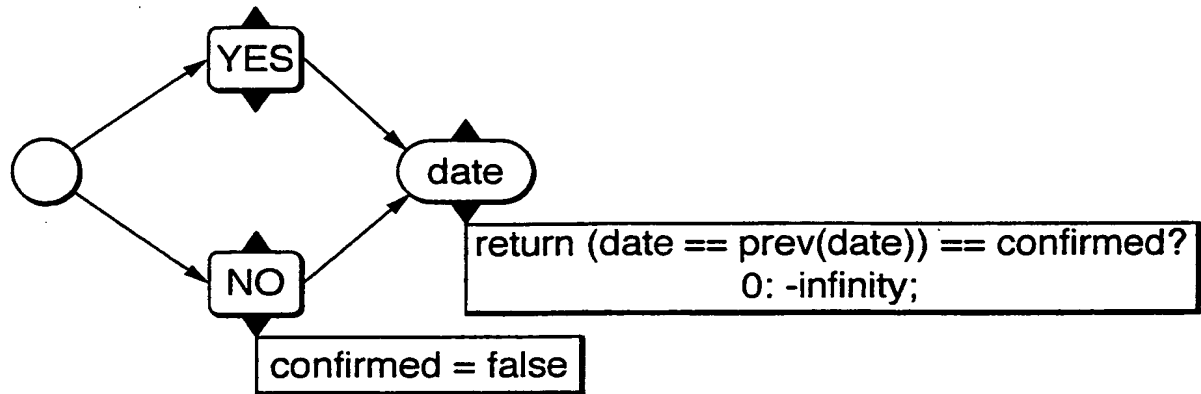 YES
date
return (date == prev(date)) == confirmed?
0: -infinity;
NO
confirmed = false